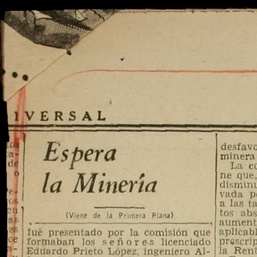 IVERSAL
Espera
la Minería
(Viene de la Primera Plana)
fué presentado por la comisión que
formaban los señores licenciado
Eduardo Prieto López, ingeniero Al-
desfavo
minera
La co
ne que,
disminu
vada po
a las ta
tos abs
aument
aplicabl
prescrip
la Ren